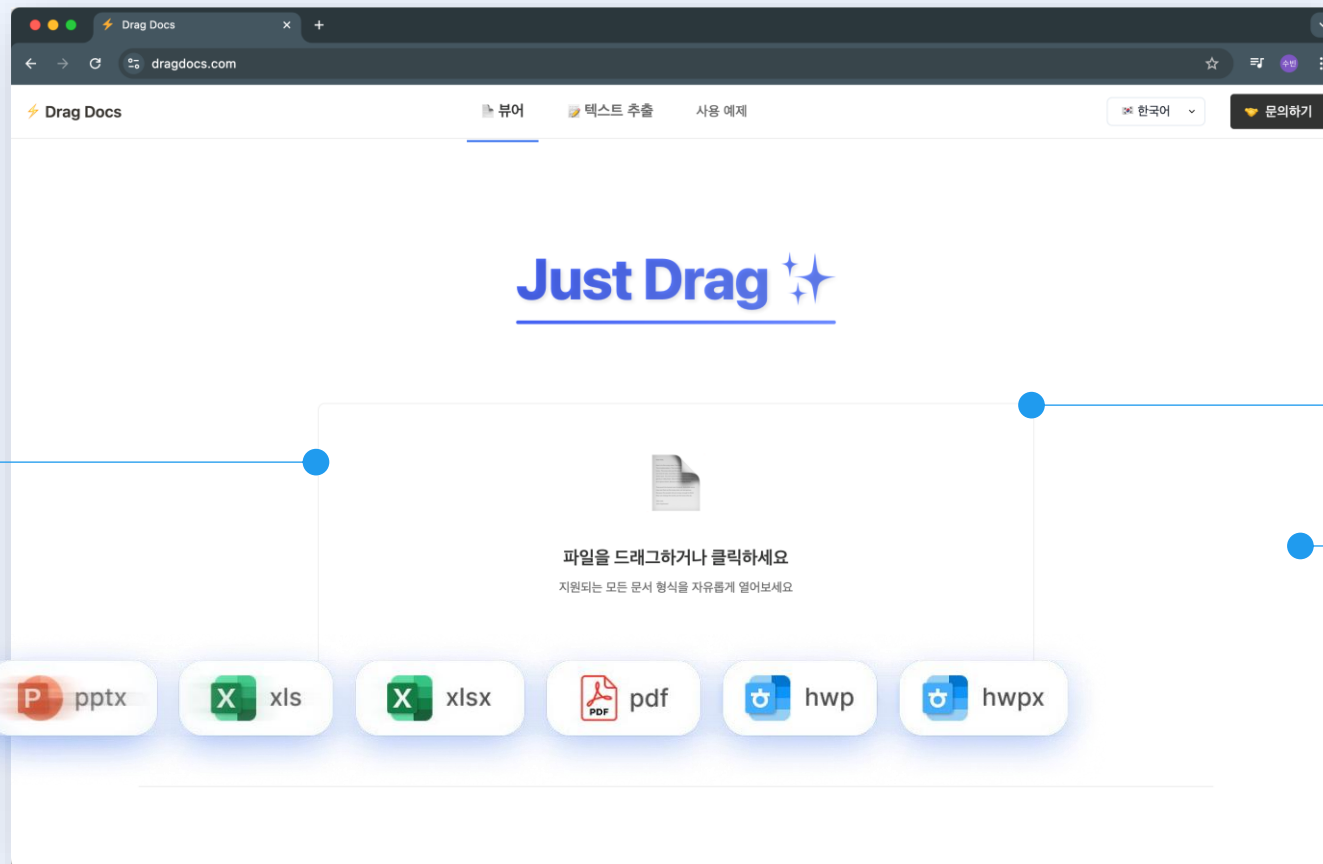 Drag Docs
dragdocs.com
수빈
Drag Docs
뷰어
텍스트 추출
사용 예제
한국어
문의하기
Just Drag
파일을 드래그하거나 클릭하세요
지원되는 모든 문서 형식을 자유롭게 열어보세요
P pptx
X xls
X xlsx
PDF pdf
hwp
hwpx